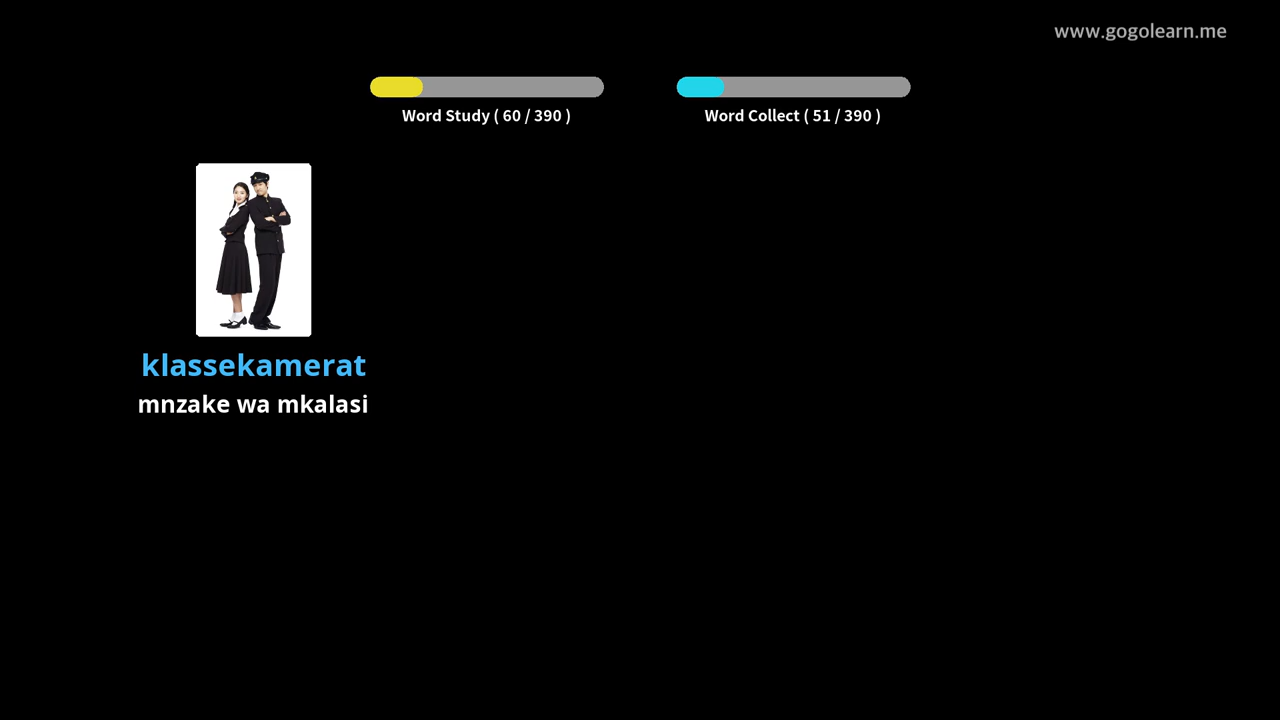 www.gogolearn.me
Word Study ( 60 / 390 )
Word Collect ( 51 / 390 )
klassekamerat
mnzake wa mkalasi